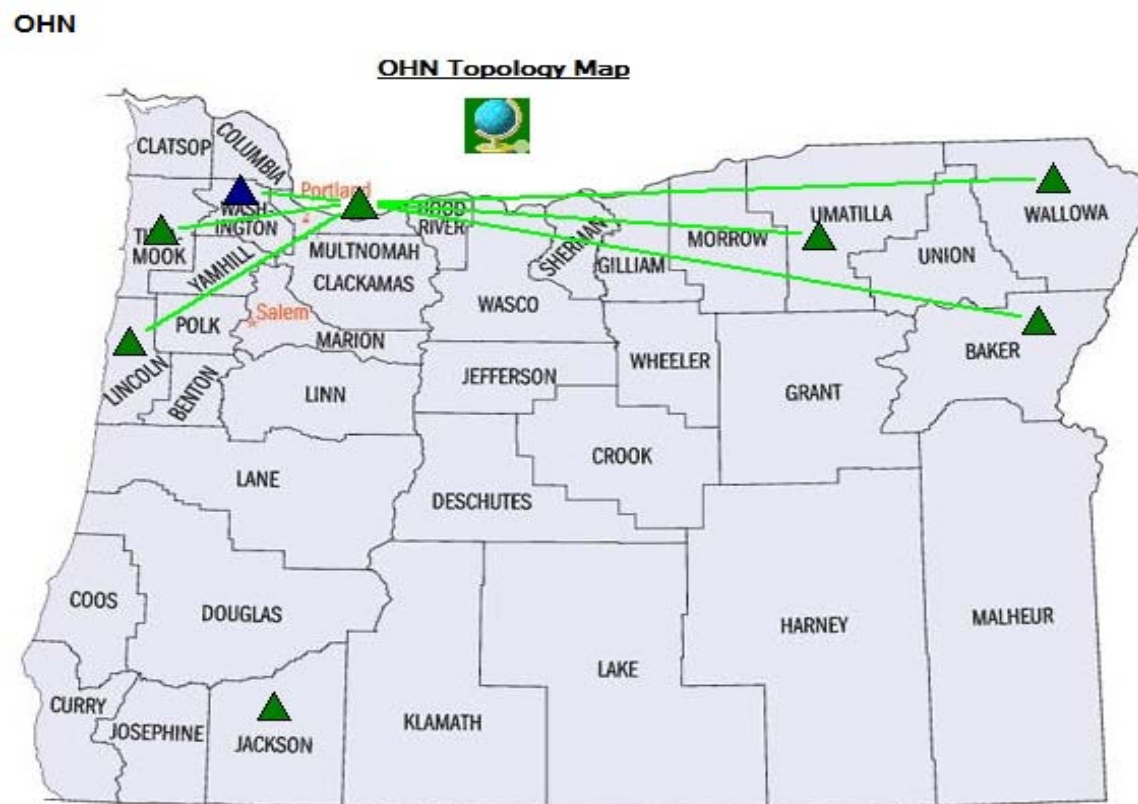 OHN
OHN Topology Map
CLATSOP
COLUMBIA
Portland
WASH-
INGTON
MOOK
YAMHILL
MULTNOMAH
CLACKAMAS
HOOD
RIVER
SHERMAN
GILLIAM
MORROW
UMATILLA
UNION
WALLOWA
WASCO
POLK
Salem
MARION
LINCOLN
BENTON
LINN
JEFFERSON
WHEELER
GRANT
BAKER
LANE
CROOK
DESCHUTES
COOS
DOUGLAS
HARNEY
MALHEUR
LAKE
CURRY
JOSEPHINE
JACKSON
KLAMATH